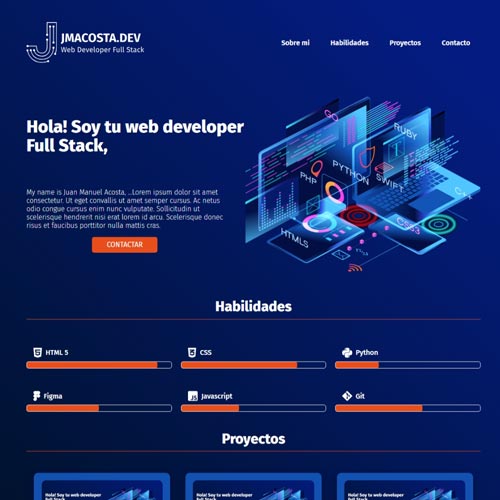 JMACOSTA.DEV
Web Developer Full Stack
Sobre mi
Habilidades
Proyectos
Contacto
Hola! Soy tu web developer
Full Stack,
My name is Juan Manuel Acosta, ...Lorem ipsum dolor sit amet
consectetur. Ut eget convallis ut amet semper cursus. Ac netus
odio congue cursus enim nunc vulputate. Sollicitudin ut
scelerisque hendrerit nisi erat lorem id arcu. Scelerisque donec
risus et faucibus porttitor nulla mattis cras.
CONTACTAR
GO
RUBY
PYTHON
PHP
SWIFT
C++
CSS3
HTML5
Habilidades
HTML 5
CSS
Python
Figma
JS
Javascript
Git
Proyectos
Hola! Soy tu web developer
Full Stack
Hola! Soy tu web developer
Full Stack
Hola! Soy tu web developer
Full Stack